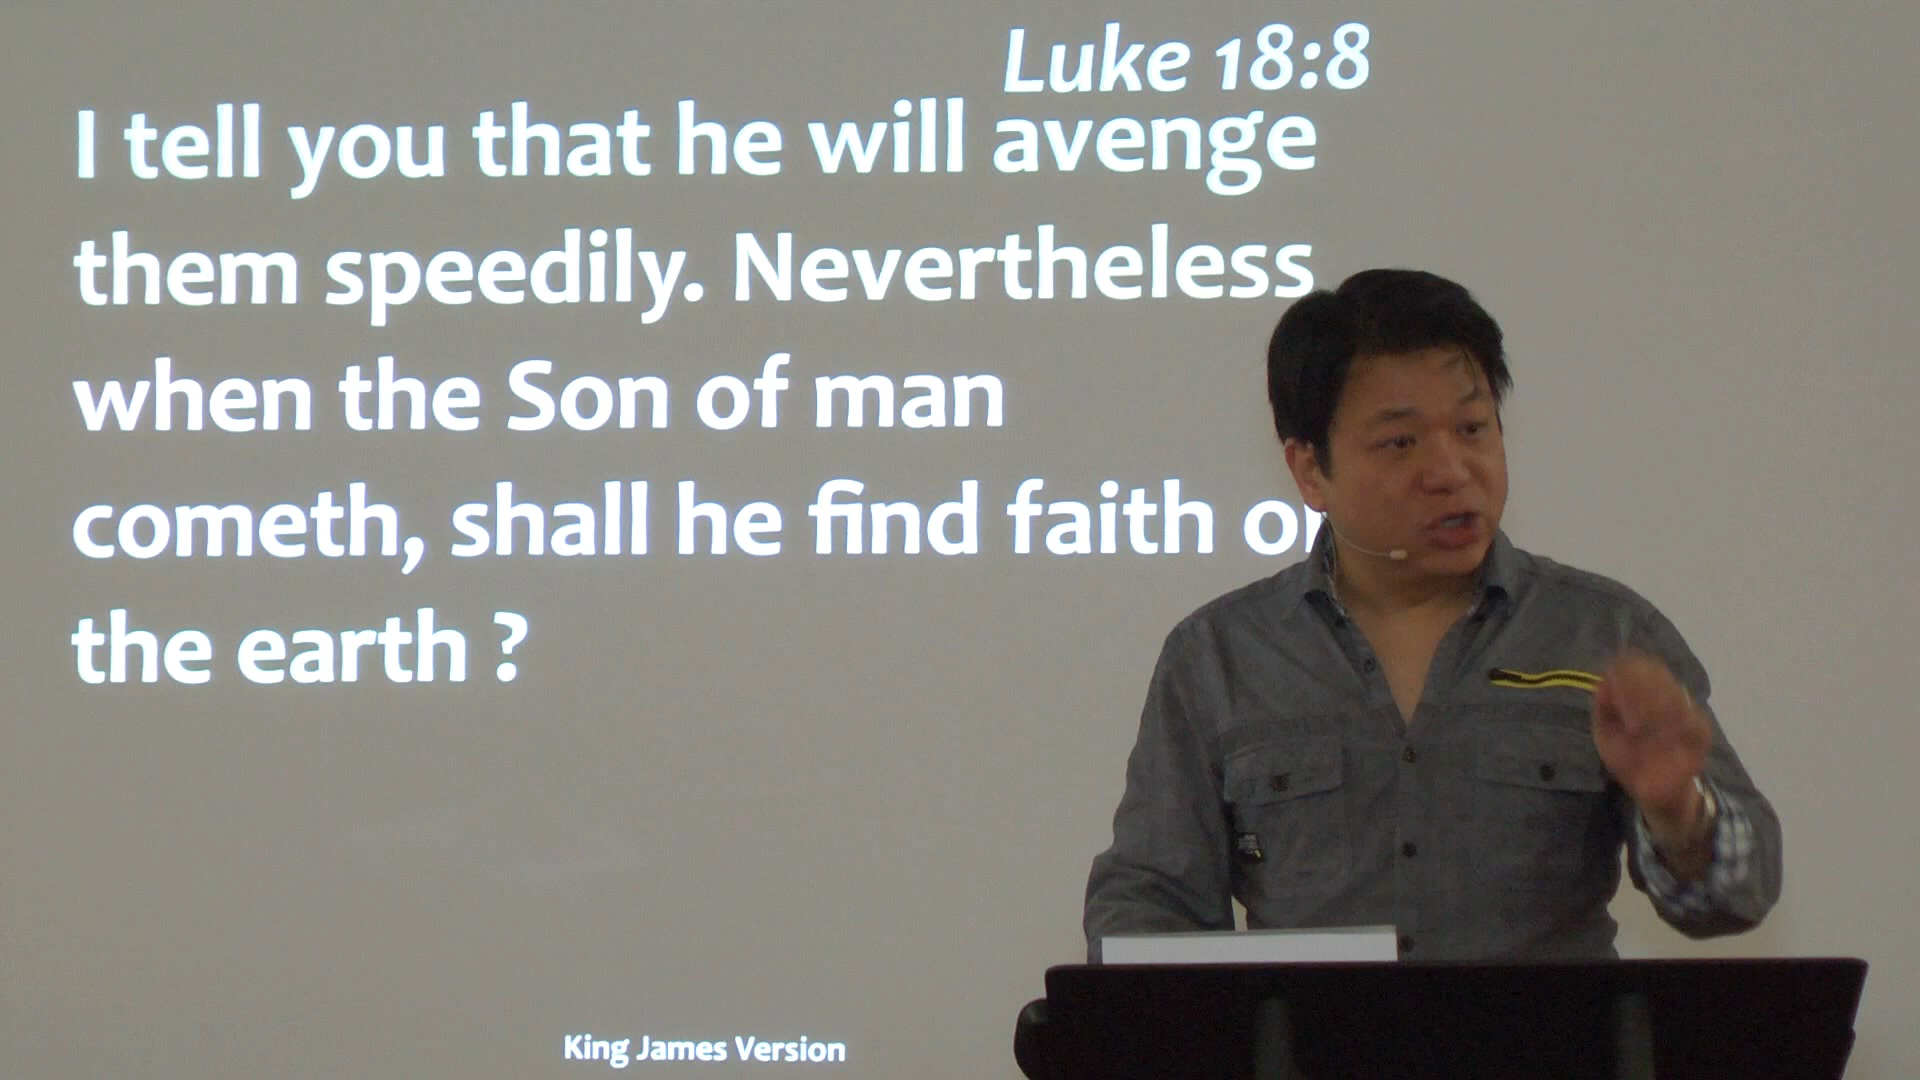 Luke 18:8
I tell you that he will avenge
them speedily. Nevertheless
when the Son of man
cometh, shall he find faith
the earth ?
King James Version